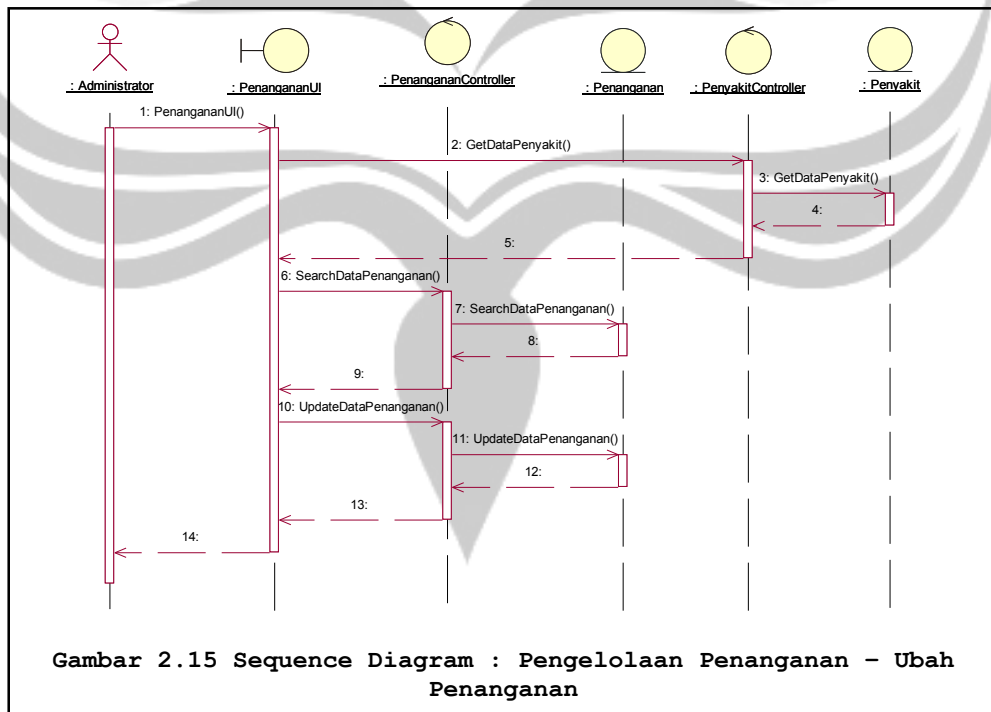 : Administrator
: PenangananUI
: PenangananController
: Penanganan
: PenyakitController
: Penyakit
1: PenangananUI()
2: GetDataPenyakit()
3: GetDataPenyakit()
4:
5:
6: SearchDataPenanganan()
7: SearchDataPenanganan()
8:
9:
10: UpdateDataPenanganan()
11: UpdateDataPenanganan()
12:
13:
14:
Gambar 2.15 Sequence Diagram : Pengelolaan Penanganan – Ubah
Penanganan